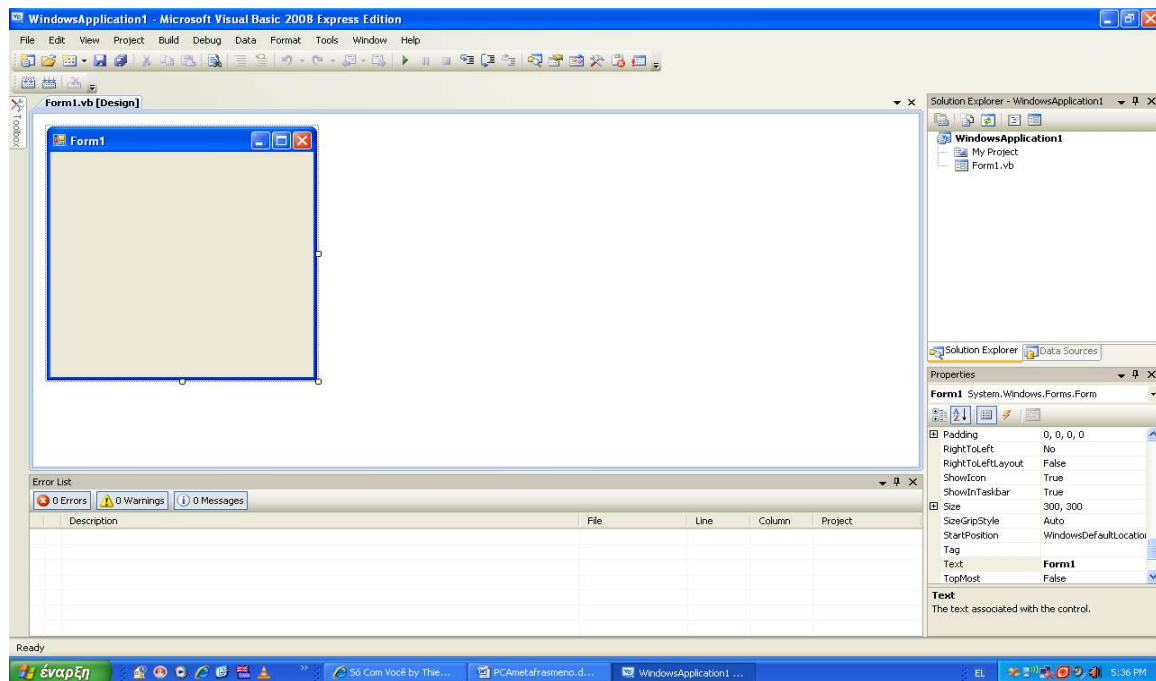 WindowsApplication1 - Microsoft Visual Basic 2008 Express Edition
File Edit View Project Build Debug Data Format Tools Window Help
Toolbox
Form1.vb [Design]
Form1
Solution Explorer - WindowsApplication1
WindowsApplication1
My Project
Form1.vb
Solution Explorer Data Sources
Properties
Form1 System.Windows.Forms.Form
Padding 0, 0, 0, 0
RightToLeft No
RightToLeftLayout False
ShowIcon True
ShowInTaskbar True
Size 300, 300
SizeGripStyle Auto
StartPosition WindowsDefaultLocation
Tag
Text Form1
TopMost False
Text
The text associated with the control.
Error List
0 Errors 0 Warnings 0 Messages
Description File Line Column Project
Ready
έναρξη
Só Com Você by Thie...
PCAmetafrasmeno.d...
WindowsApplication1 ...
EL
5:36 PM